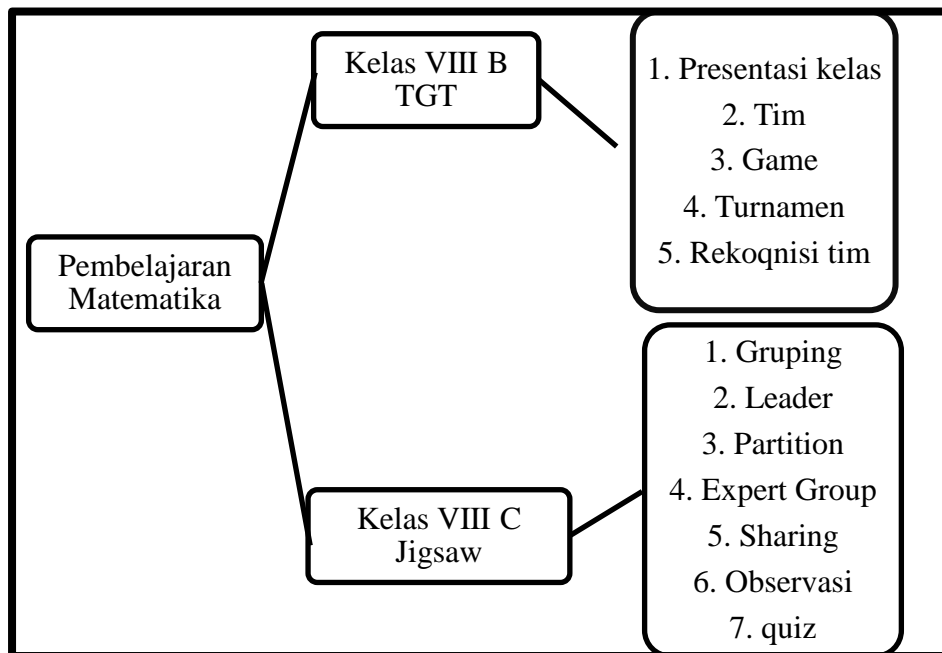 Pembelajaran
Matematika
Kelas VIII B
TGT
1. Presentasi kelas
2. Tim
3. Game
4. Turnamen
5. Rekoqnisi tim
Kelas VIII C
Jigsaw
1. Gruping
2. Leader
3. Partition
4. Expert Group
5. Sharing
6. Observasi
7. quiz